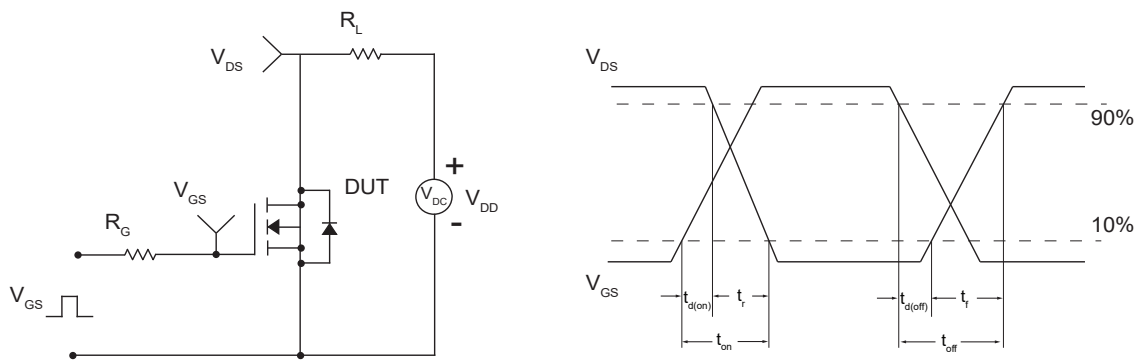 R_L
V_DS
+
V_DC
V_DD
-
DUT
V_GS
R_G
V_GS
V_DS
90%
10%
V_GS
t_d(on)
t_r
t_on
t_d(off)
t_f
t_off